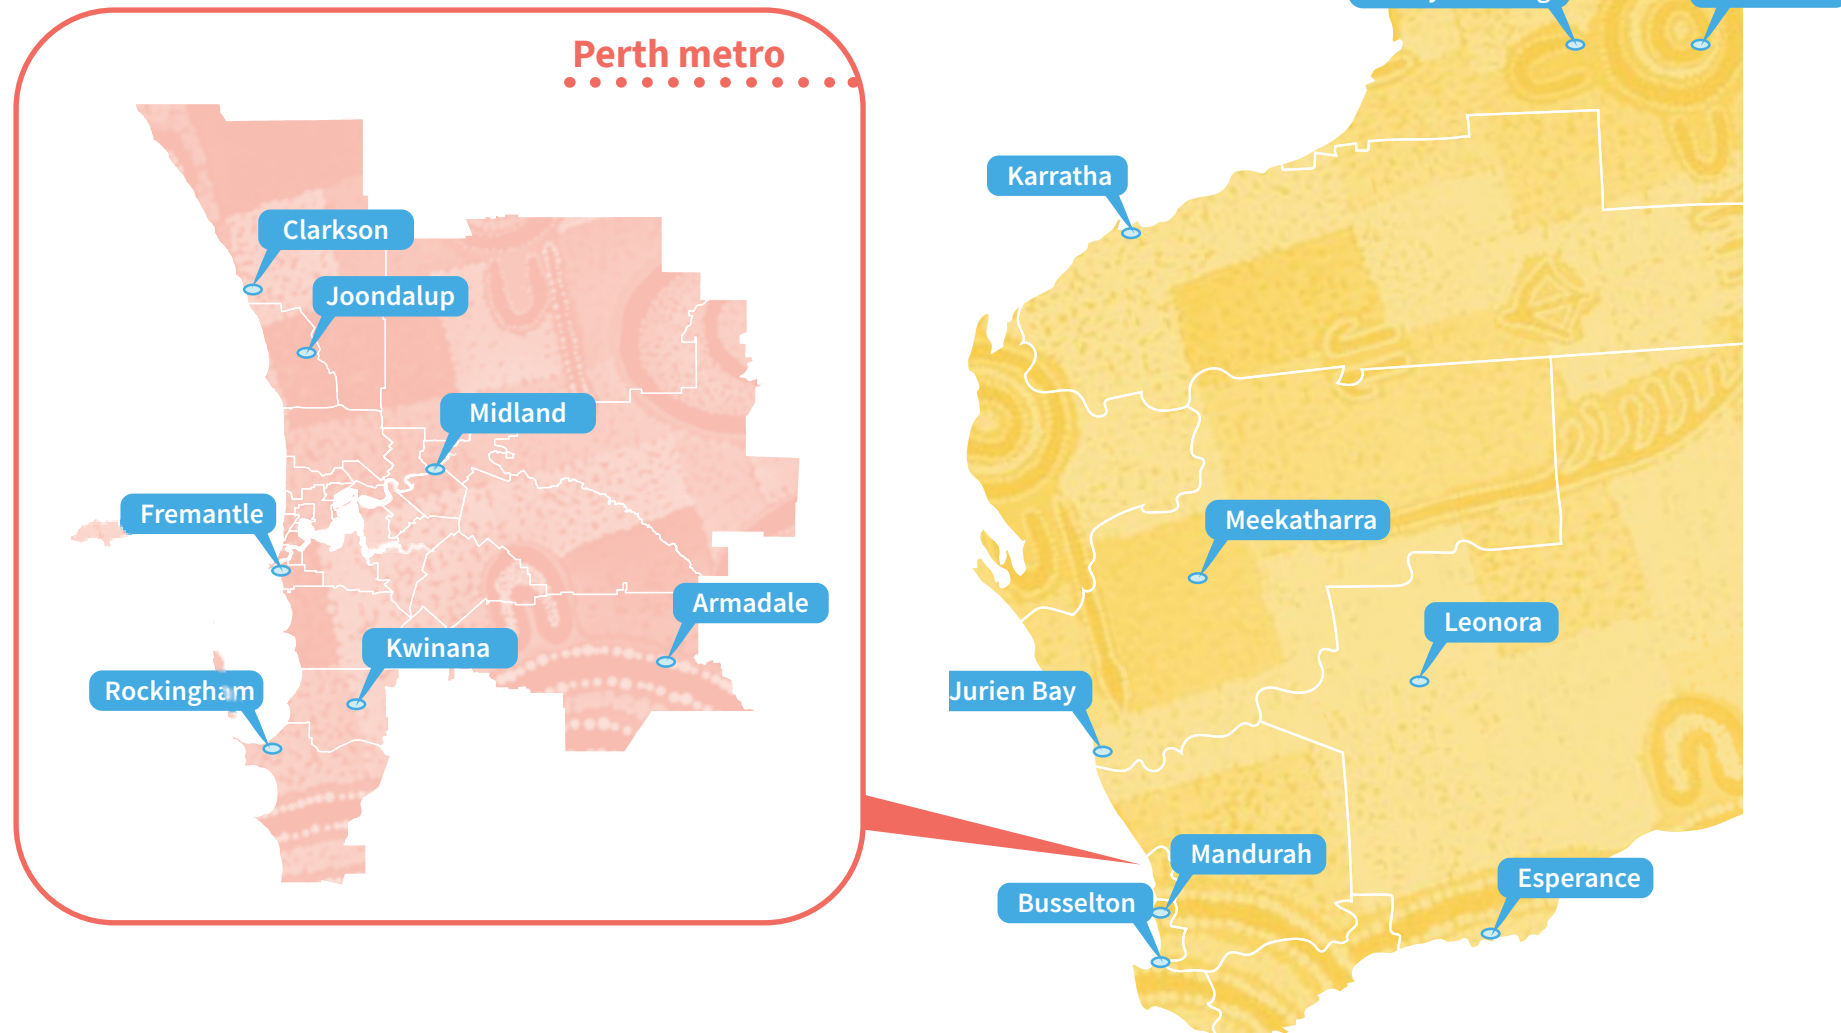 Perth metro
Clarkson
Joondalup
Midland
Fremantle
Armadale
Kwinana
Rockingham
Karratha
Meekatharra
Leonora
Jurien Bay
Mandurah
Busselton
Esperance